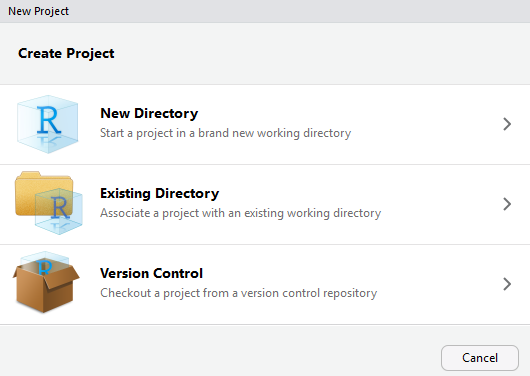 New Project
Create Project
R
New Directory
Start a project in a brand new working directory
R
Existing Directory
Associate a project with an existing working directory
R
Version Control
Checkout a project from a version control repository
Cancel